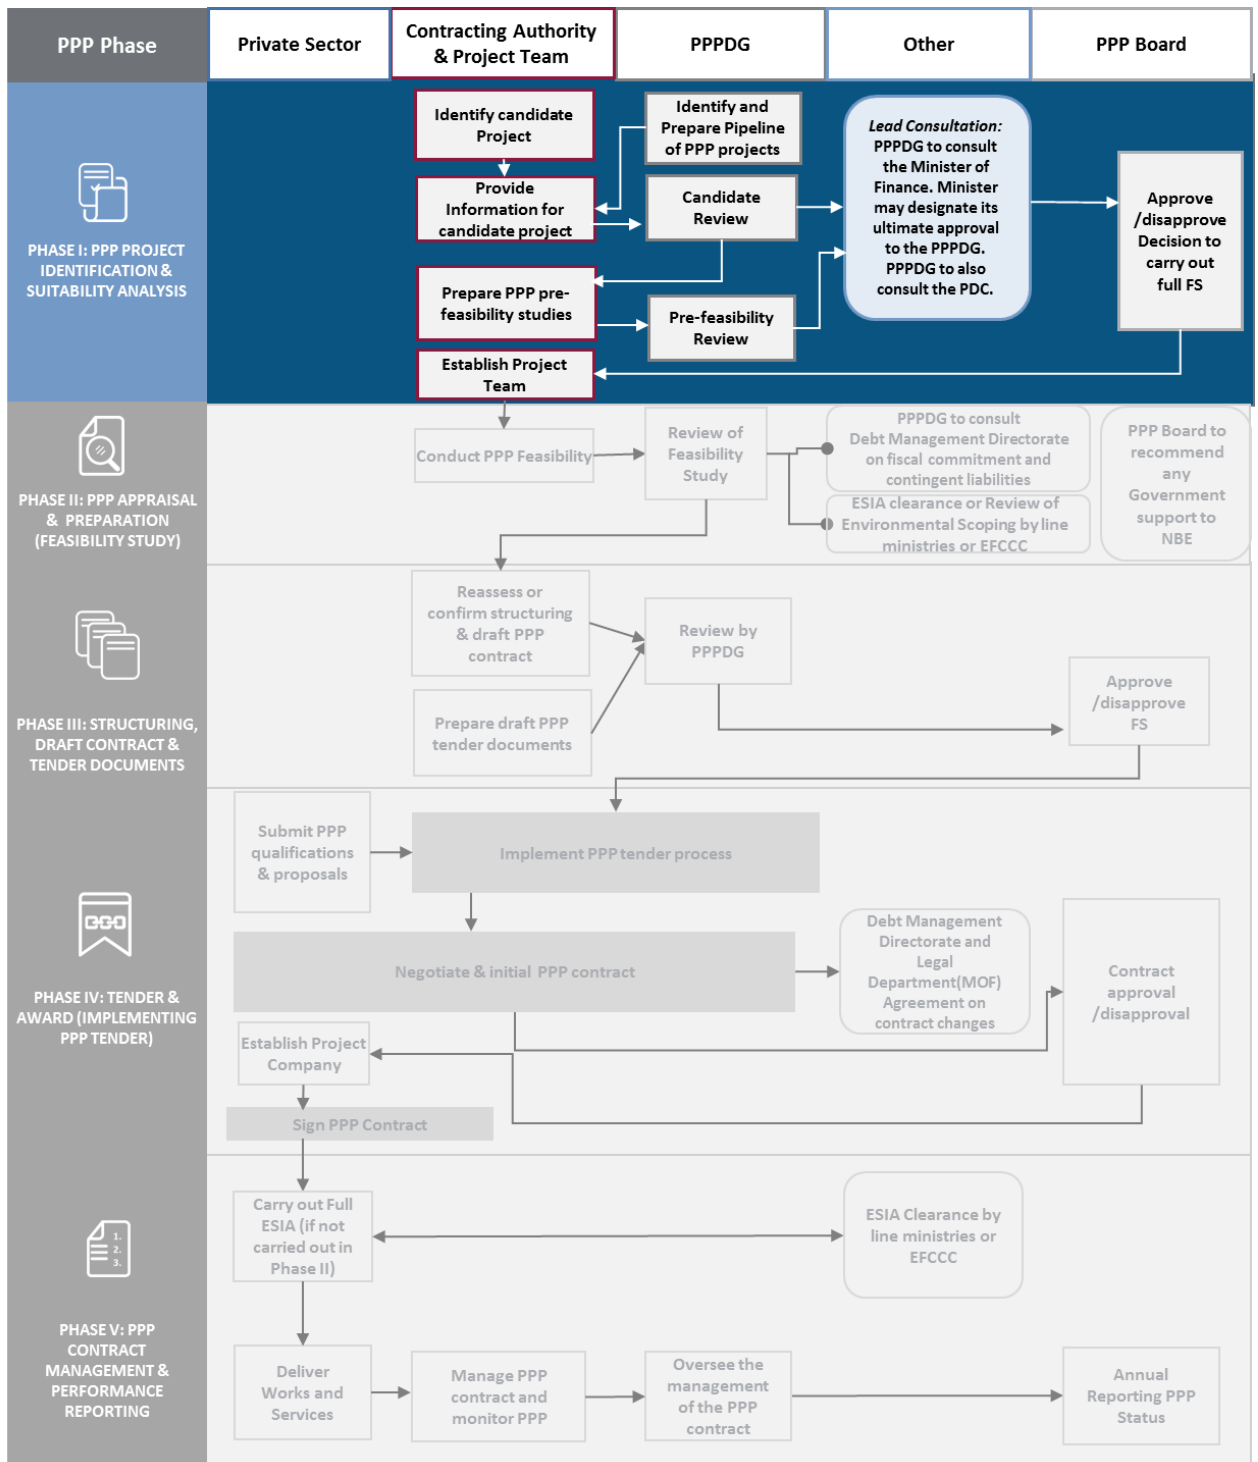 PPP Phase
Private Sector
Contracting Authority
& Project Team
PPPDG
Other
PPP Board
PHASE I: PPP PROJECT
IDENTIFICATION &
SUITABILITY ANALYSIS
Identify candidate
Project
Identify and
Prepare Pipeline
of PPP projects
Provide
Information for
candidate project
Candidate
Review
Lead Consultation:
PPPDG to consult
the Minister of
Finance. Minister
may designate its
ultimate approval
to the PPPDG.
PPPDG to also
consult the PDC.
Approve
/disapprove
Decision to
carry out
full FS
Prepare PPP pre-
feasibility studies
Pre-feasibility
Review
Establish Project
Team
PHASE II: PPP APPRAISAL
& PREPARATION
(FEASIBILITY STUDY)
Conduct PPP Feasibility
Review of
Feasibility
Study
PPPDG to consult
Debt Management Directorate
on fiscal commitment and
contingent liabilities
ESIA clearance or Review of
Environmental Scoping by line
ministries or EFCCC
PPP Board to
recommend
any
Government
support to
NBE
PHASE III: STRUCTURING,
DRAFT CONTRACT &
TENDER DOCUMENTS
Reassess or
confirm structuring
& draft PPP
contract
Review by
PPPDG
Prepare draft PPP
tender documents
Approve
/disapprove
FS
PHASE IV: TENDER &
AWARD (IMPLEMENTING
PPP TENDER)
Submit PPP
qualifications
& proposals
Implement PPP tender process
Negotiate & initial PPP contract
Debt Management
Directorate and
Legal
Department(MOF)
Agreement on
contract changes
Contract
approval
/disapproval
Establish Project
Company
Sign PPP Contract
PHASE V: PPP
CONTRACT
MANAGEMENT &
PERFORMANCE
REPORTING
1.
2.
3.
Carry out Full
ESIA (if not
carried out in
Phase II)
ESIA Clearance by
line ministries or
EFCCC
Deliver
Works and
Services
Manage PPP
contract and
monitor PPP
Oversee the
management
of the PPP
contract
Annual
Reporting PPP
Status